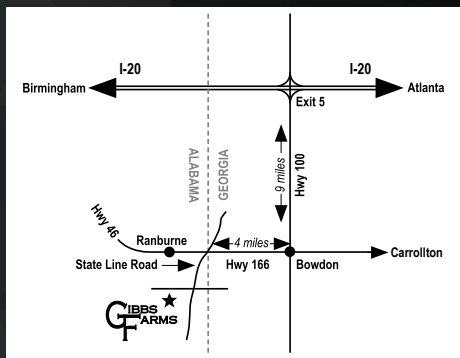 I-20
I-20
Birmingham
Atlanta
Exit 5
ALABAMA
GEORGIA
9 miles
Hwy 100
Hwy 46
Ranburne
4 miles
Carrollton
State Line Road
Hwy 166
Bowdon
GIBBS
FARMS